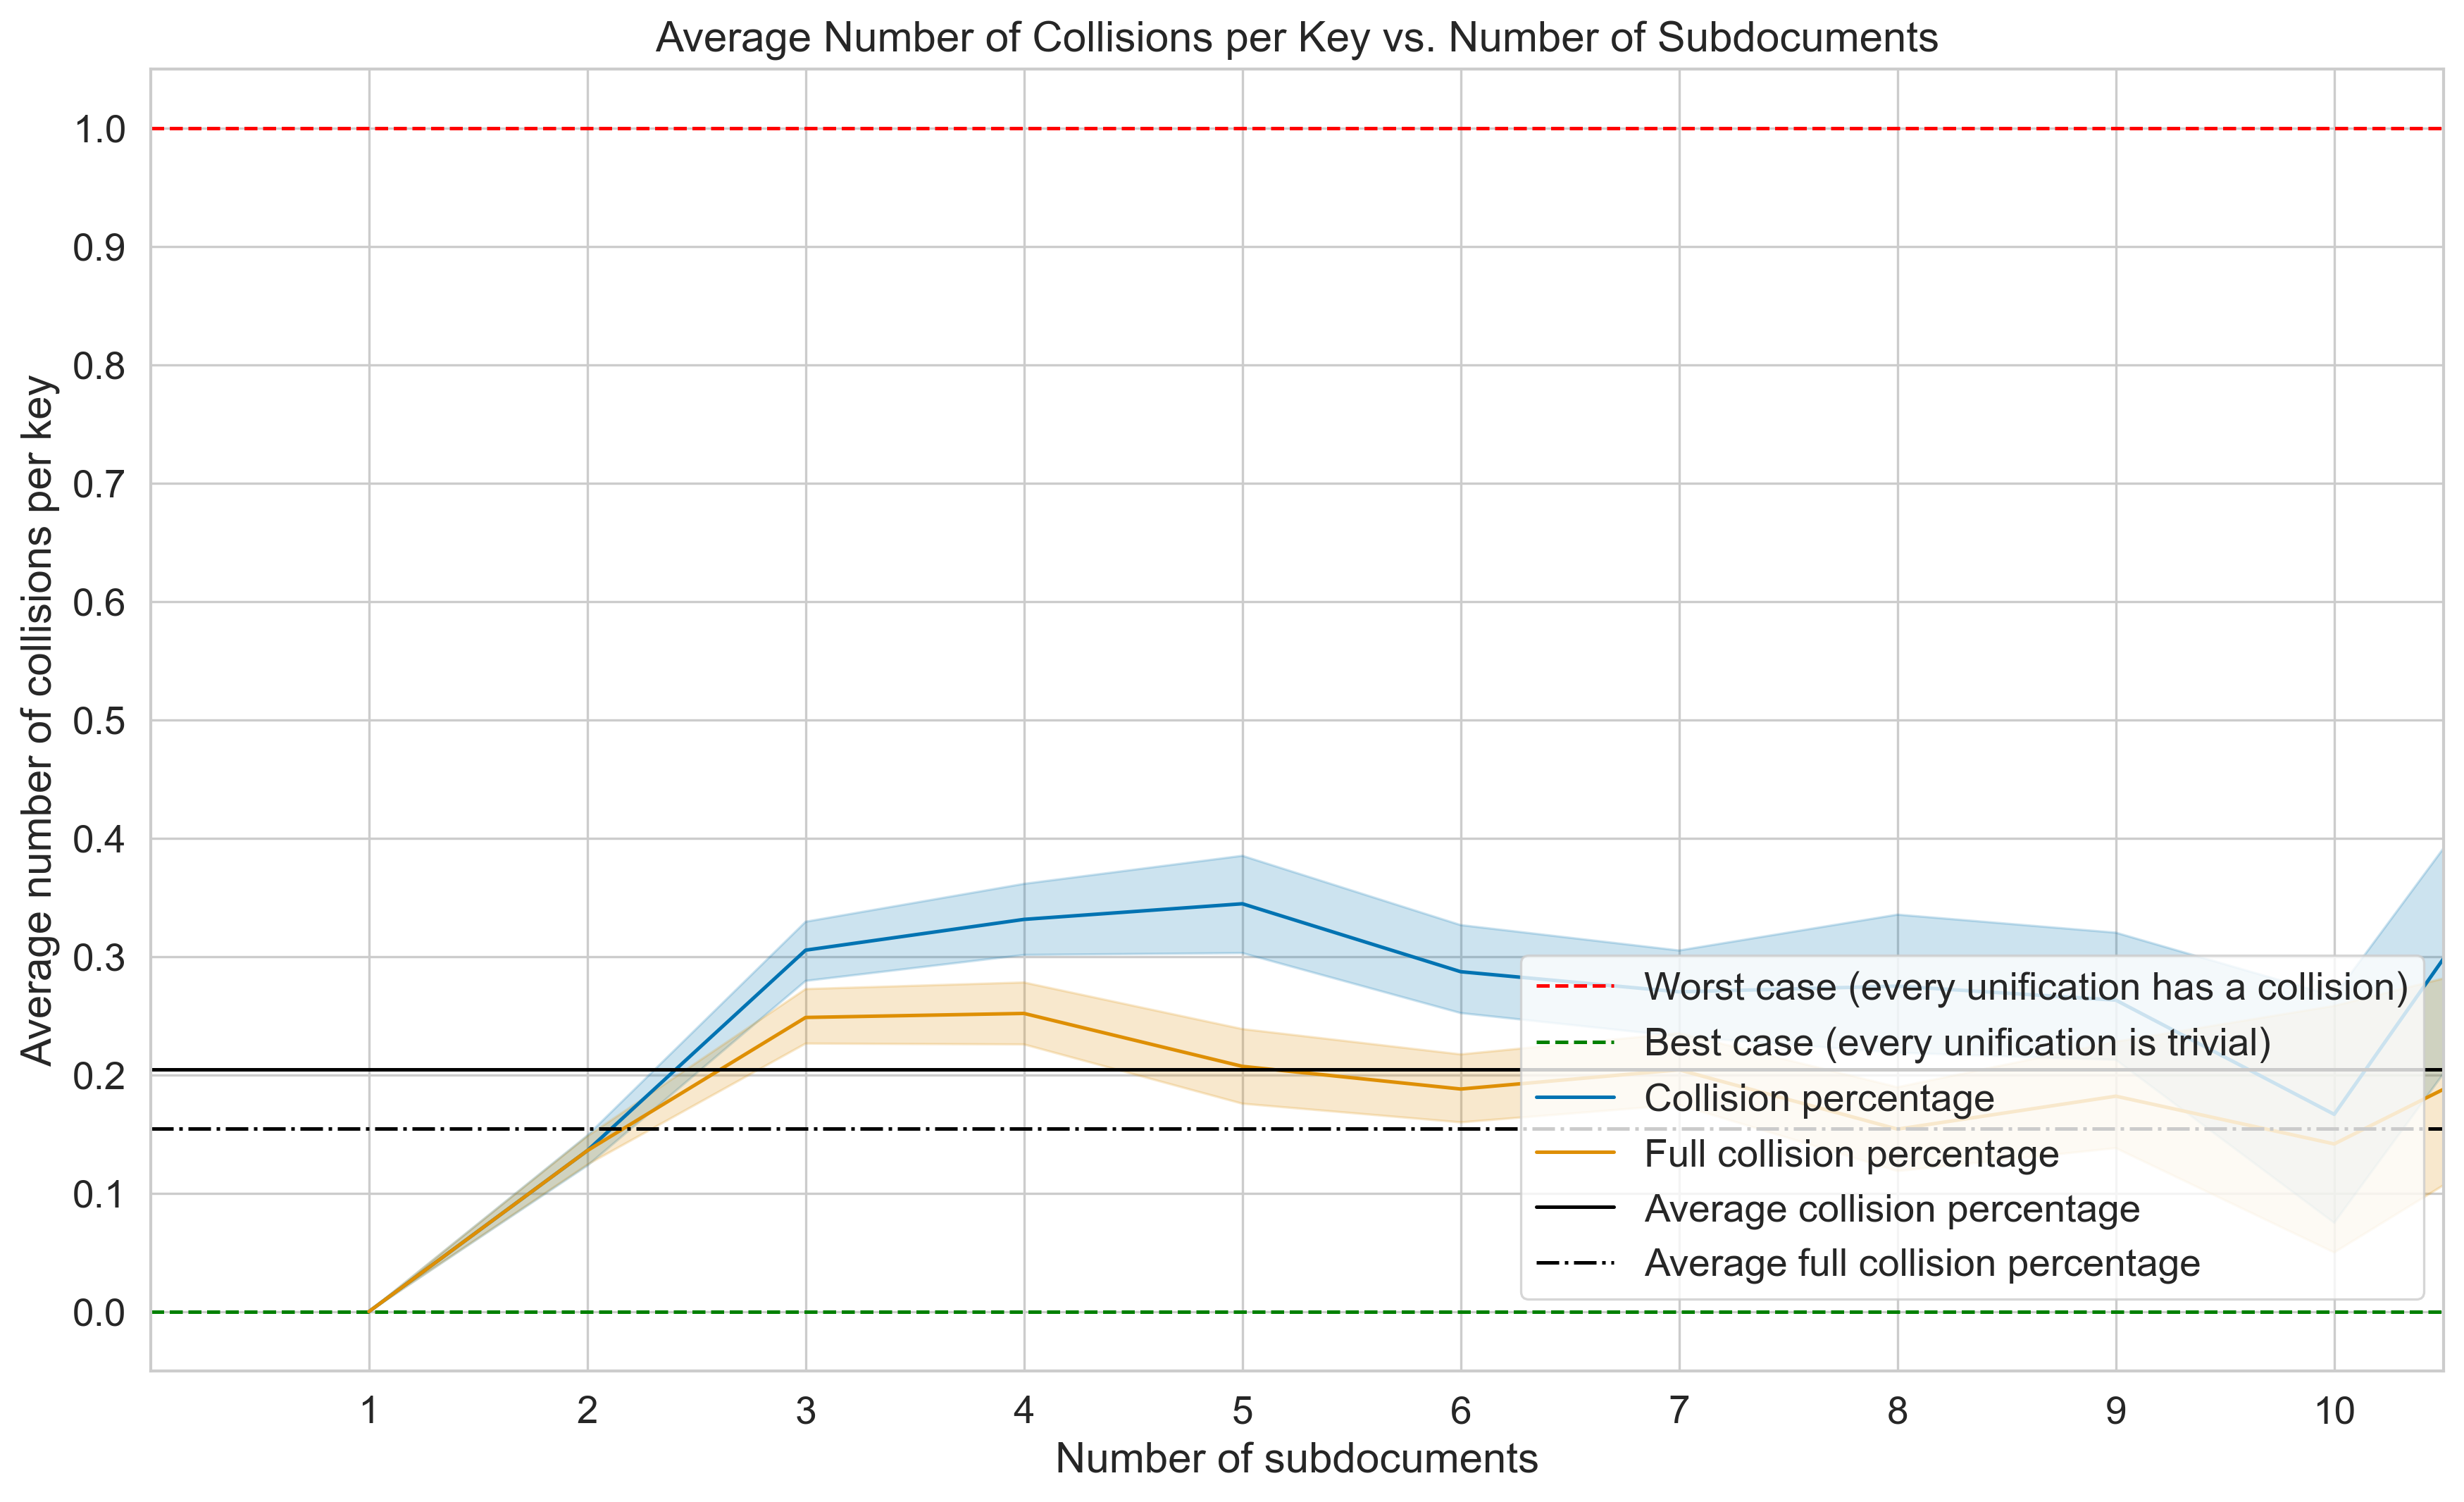 Average Number of Collisions per Key vs. Number of Subdocuments
Average number of collisions per key
1.0
0.9
0.8
0.7
0.6
0.5
0.4
0.3
0.2
0.1
0.0
Worst case (every unification has a collision)
Best case (every unification is trivial)
Collision percentage
Full collision percentage
Average collision percentage
Average full collision percentage
1 2 3 4 5 6 7 8 9 10
Number of subdocuments